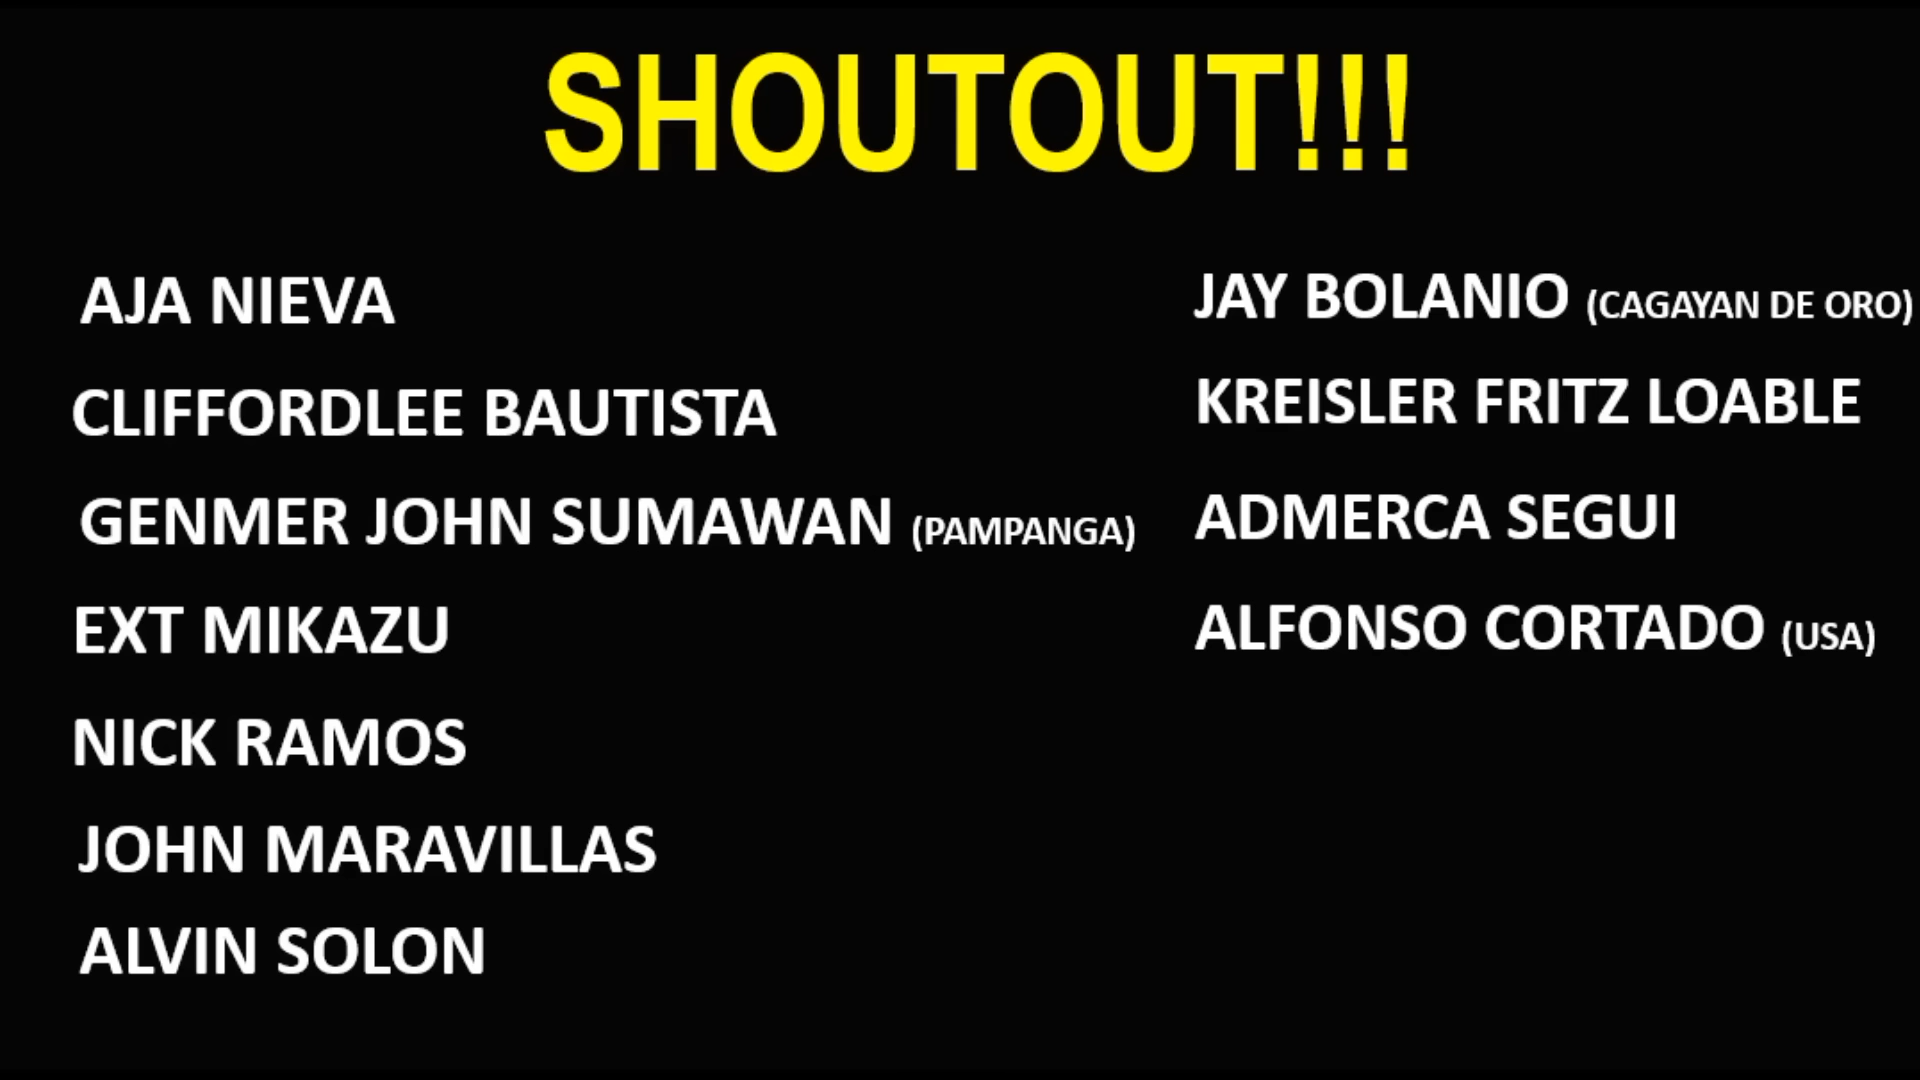 SHOUTOUT!!!
AJA NIEVA
CLIFFORDLEE BAUTISTA
GENMER JOHN SUMAWAN (PAMPANGA)
EXT MIKAZU
NICK RAMOS
JOHN MARAVILLAS
ALVIN SOLON
JAY BOLANIO (CAGAYAN DE ORO)
KREISLER FRITZ LOABLE
ADMERCA SEGUI
ALFONSO CORTADO (USA)